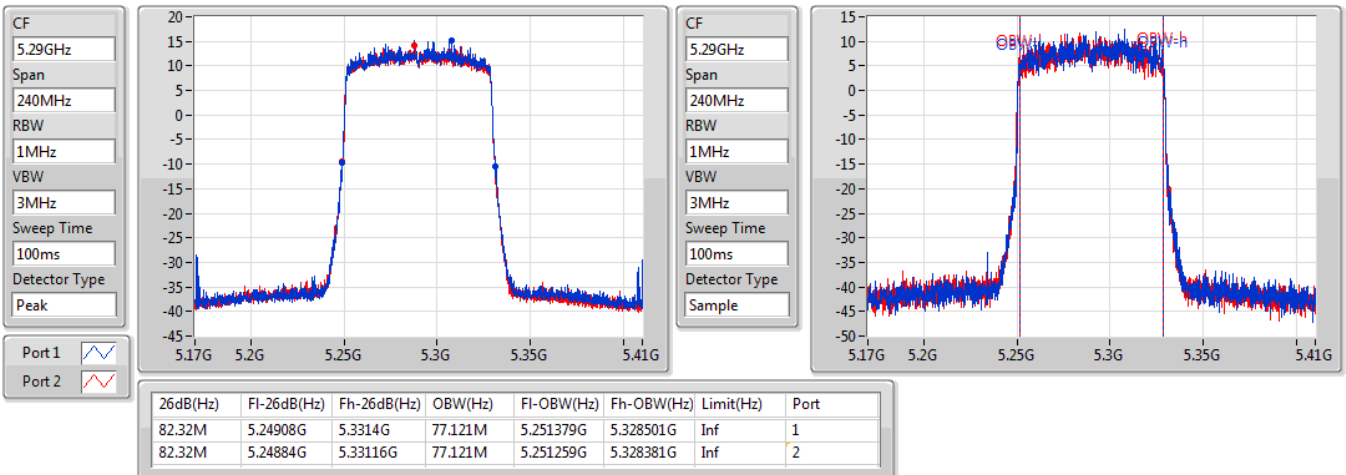 CF
5.29GHz
Span
240MHz
RBW
1MHz
VBW
3MHz
Sweep Time
100ms
Detector Type
Peak
Port 1
Port 2
20
15
10
5
0
-5
-10
-15
-20
-25
-30
-35
-40
-45
5.17G 5.2G 5.25G 5.3G 5.35G 5.41G
CF
5.29GHz
Span
240MHz
RBW
1MHz
VBW
3MHz
Sweep Time
100ms
Detector Type
Sample
15
10
5
0
-5
-10
-15
-20
-25
-30
-35
-40
-45
-50
OBW-h
5.17G 5.2G 5.25G 5.3G 5.35G 5.41G
26dB(Hz) Fl-26dB(Hz) Fh-26dB(Hz) OBW(Hz) Fl-OBW(Hz) Fh-OBW(Hz) Limit(Hz) Port
82.32M 5.24908G 5.3314G 77.121M 5.251379G 5.328501G Inf 1
82.32M 5.24884G 5.33116G 77.121M 5.251259G 5.328381G Inf 2